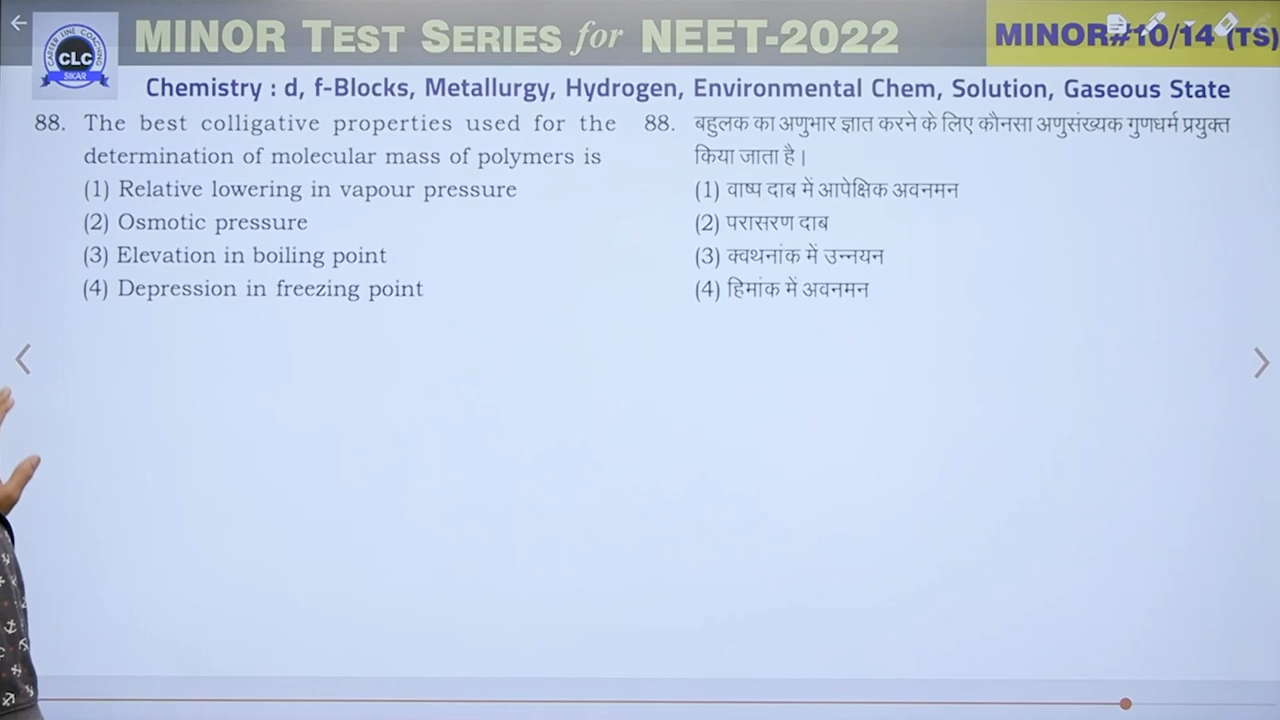 MINOR TEST SERIES for NEET-2022
MINOR#10/14 (TS)
CAREER LINE COACHING
CLC
SIKAR
Chemistry : d, f-Blocks, Metallurgy, Hydrogen, Environmental Chem, Solution, Gaseous State
88. The best colligative properties used for the
determination of molecular mass of polymers is
(1) Relative lowering in vapour pressure
(2) Osmotic pressure
(3) Elevation in boiling point
(4) Depression in freezing point
88. बहुलक का अणुभार ज्ञात करने के लिए कौनसा अणुसंख्यक गुणधर्म प्रयुक्त
किया जाता है।
(1) वाष्प दाब में आपेक्षिक अवनमन
(2) परासरण दाब
(3) क्वथनांक में उन्नयन
(4) हिमांक में अवनमन